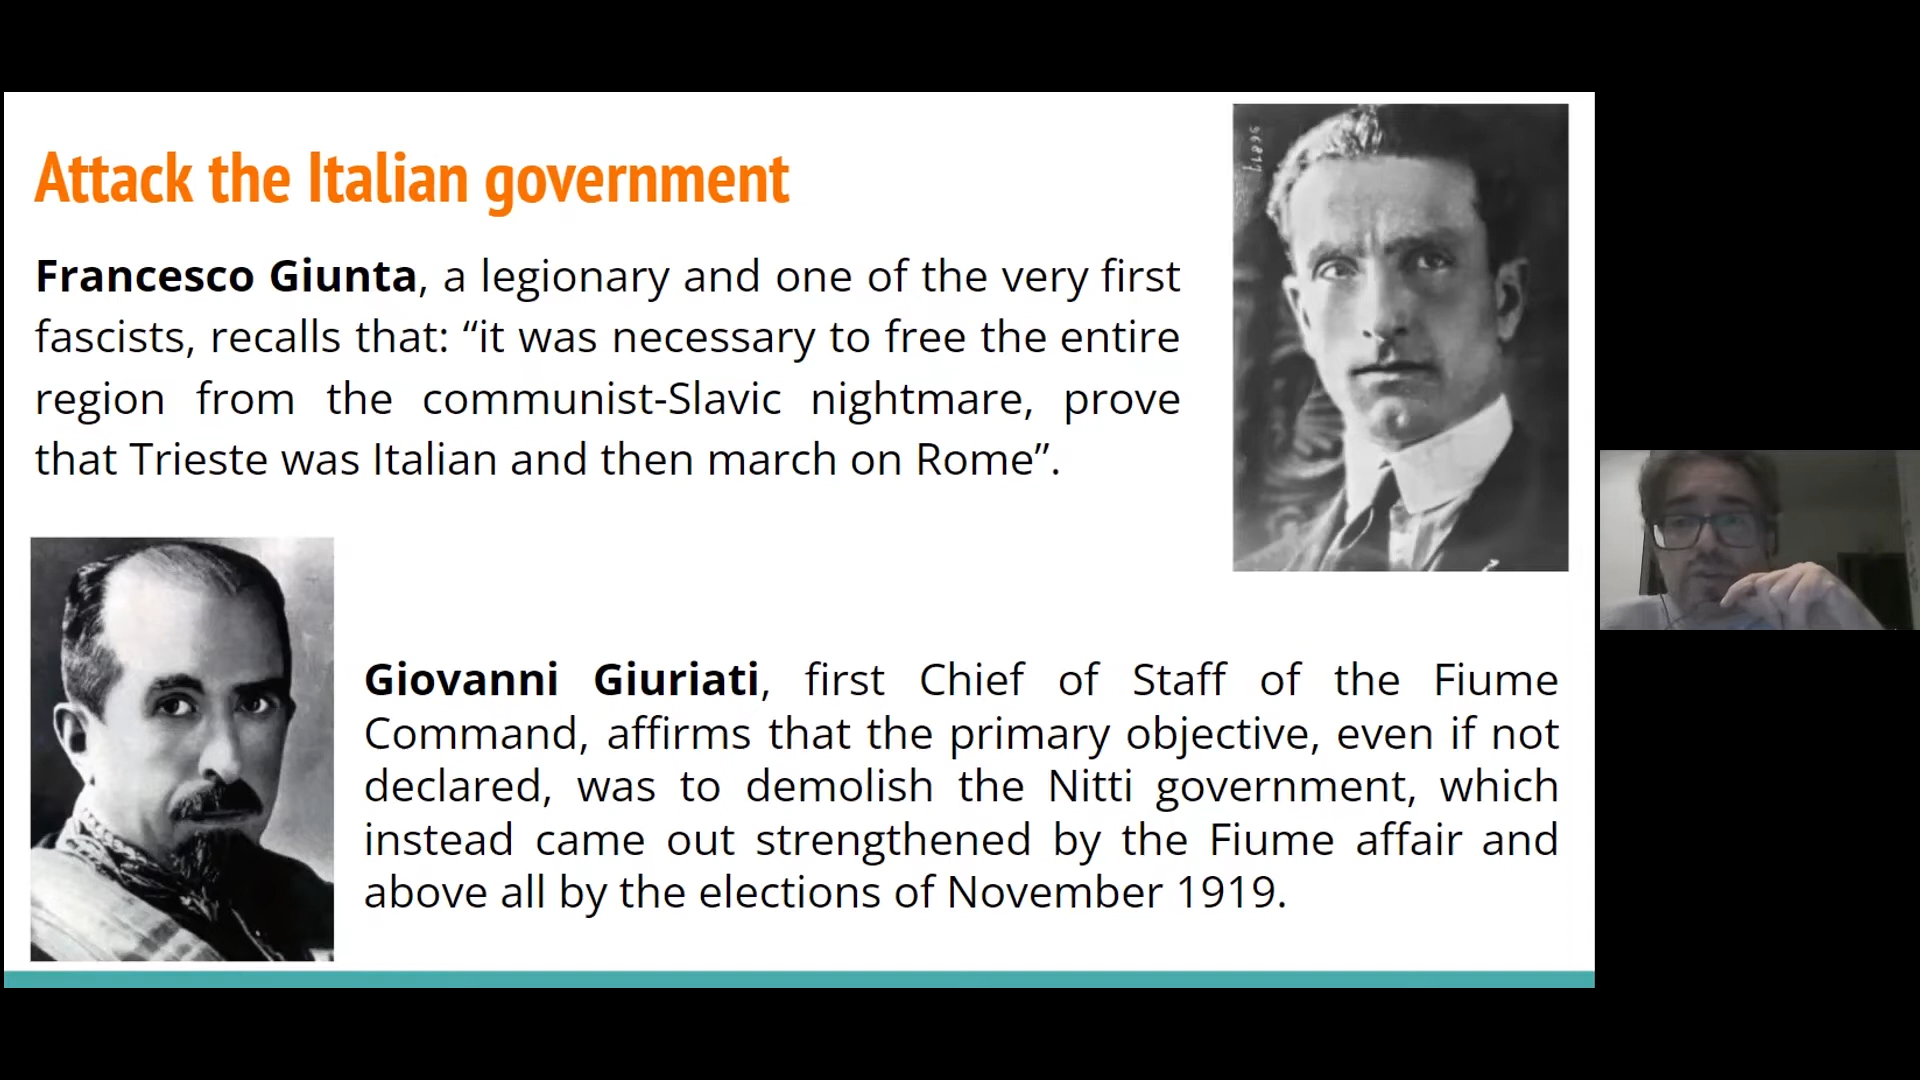 Attack the Italian government
Francesco Giunta, a legionary and one of the very first
fascists, recalls that: “it was necessary to free the entire
region from the communist-Slavic nightmare, prove
that Trieste was Italian and then march on Rome”.
Giovanni Giuriati, first Chief of Staff of the Fiume
Command, affirms that the primary objective, even if not
declared, was to demolish the Nitti government, which
instead came out strengthened by the Fiume affair and
above all by the elections of November 1919.